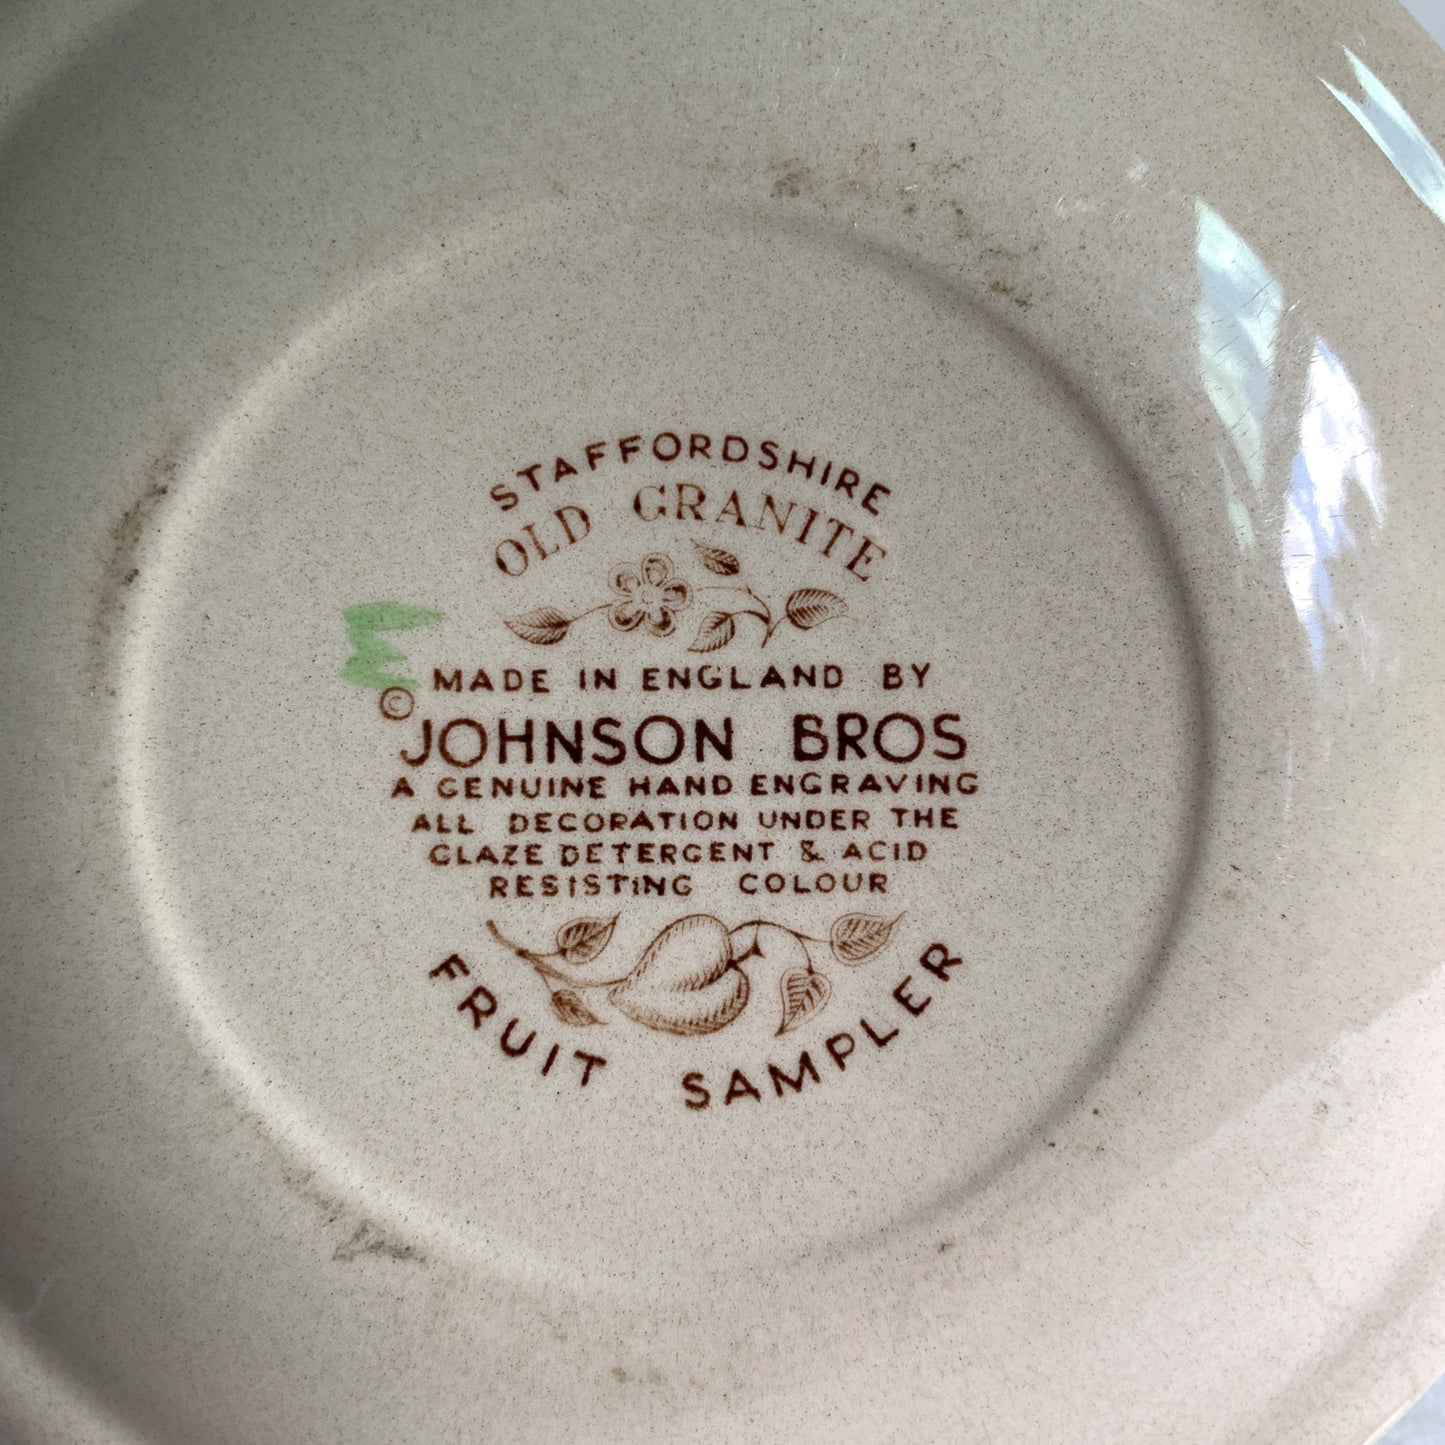 STAFFORDSHIRE
OLD GRANITE
MADE IN ENGLAND BY
© JOHNSON BROS
A GENUINE HAND ENGRAVING
ALL DECORATION UNDER THE
GLAZE DETERGENT & ACID
RESISTING COLOUR
FRUIT SAMPLER